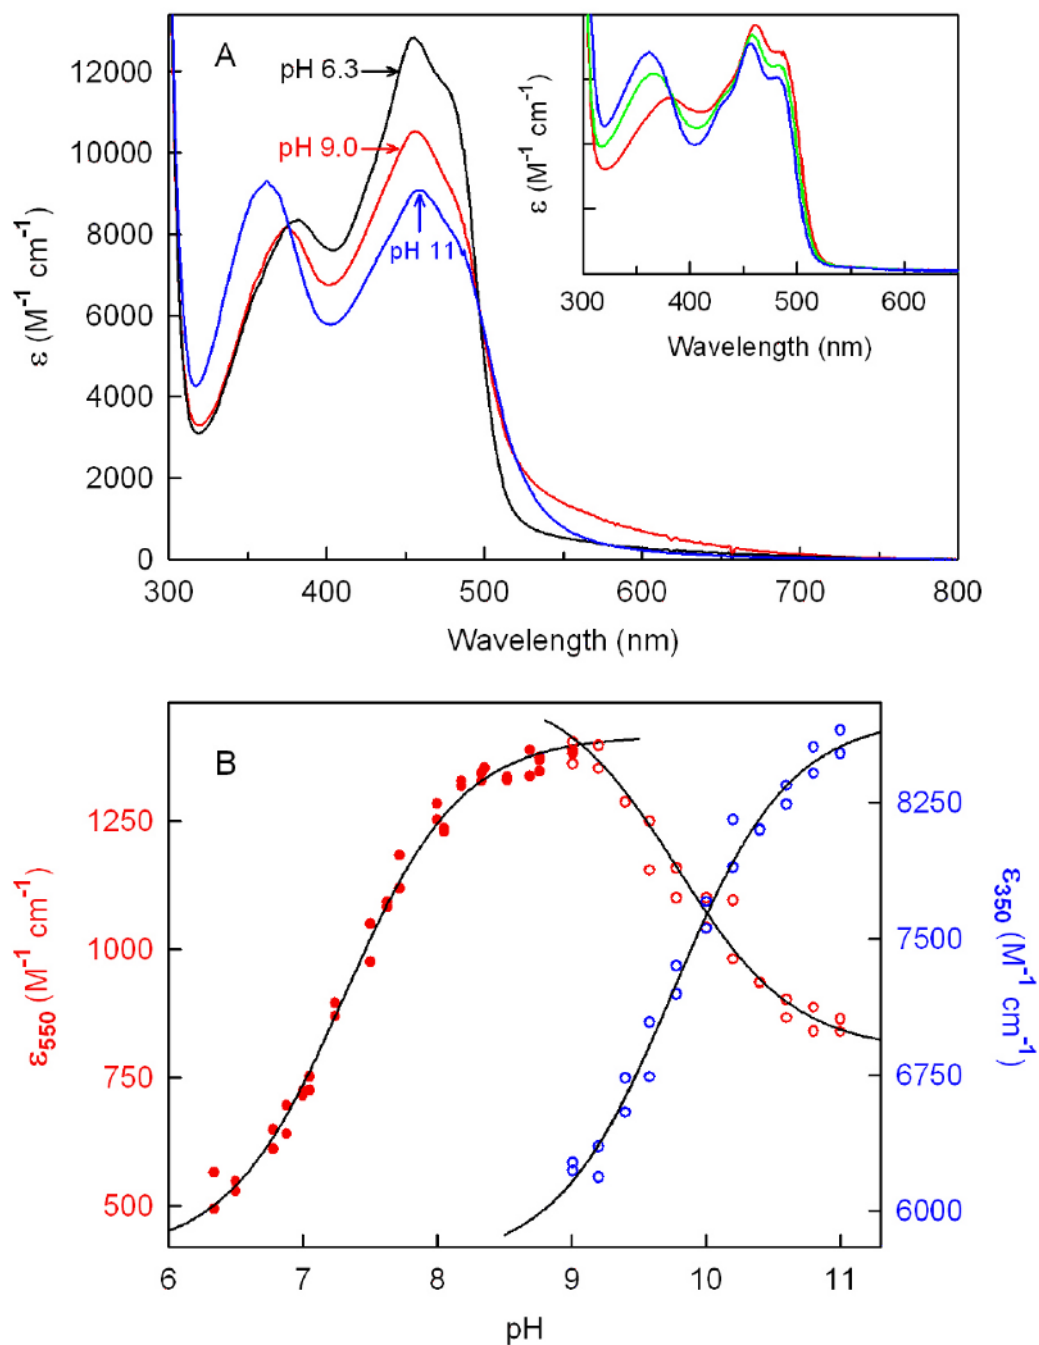 A
pH 6.3
pH 9.0
pH 11
12000
10000
8000
6000
4000
2000
0
ε (M⁻¹ cm⁻¹)
300 400 500 600 700 800
Wavelength (nm)
ε (M⁻¹ cm⁻¹)
300 400 500 600
Wavelength (nm)
B
1250
1000
750
500
ε₅₅₀ (M⁻¹ cm⁻¹)
8250
7500
6750
6000
ε₃₅₀ (M⁻¹ cm⁻¹)
6 7 8 9 10 11
pH